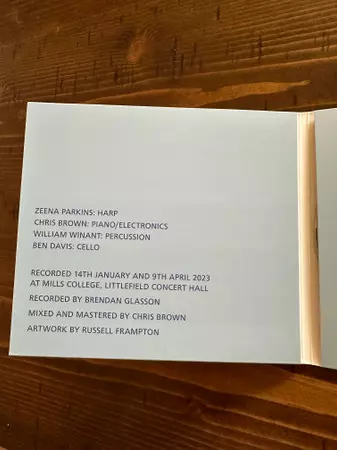 ZEENA PARKINS: HARP
CHRIS BROWN: PIANO/ELECTRONICS
WILLIAM WINANT: PERCUSSION
BEN DAVIS: CELLO
RECORDED 14TH JANUARY AND 9TH APRIL 2023
AT MILLS COLLEGE, LITTLEFIELD CONCERT HALL
RECORDED BY BRENDAN GLASSON
MIXED AND MASTERED BY CHRIS BROWN
ARTWORK BY RUSSELL FRAMPTON